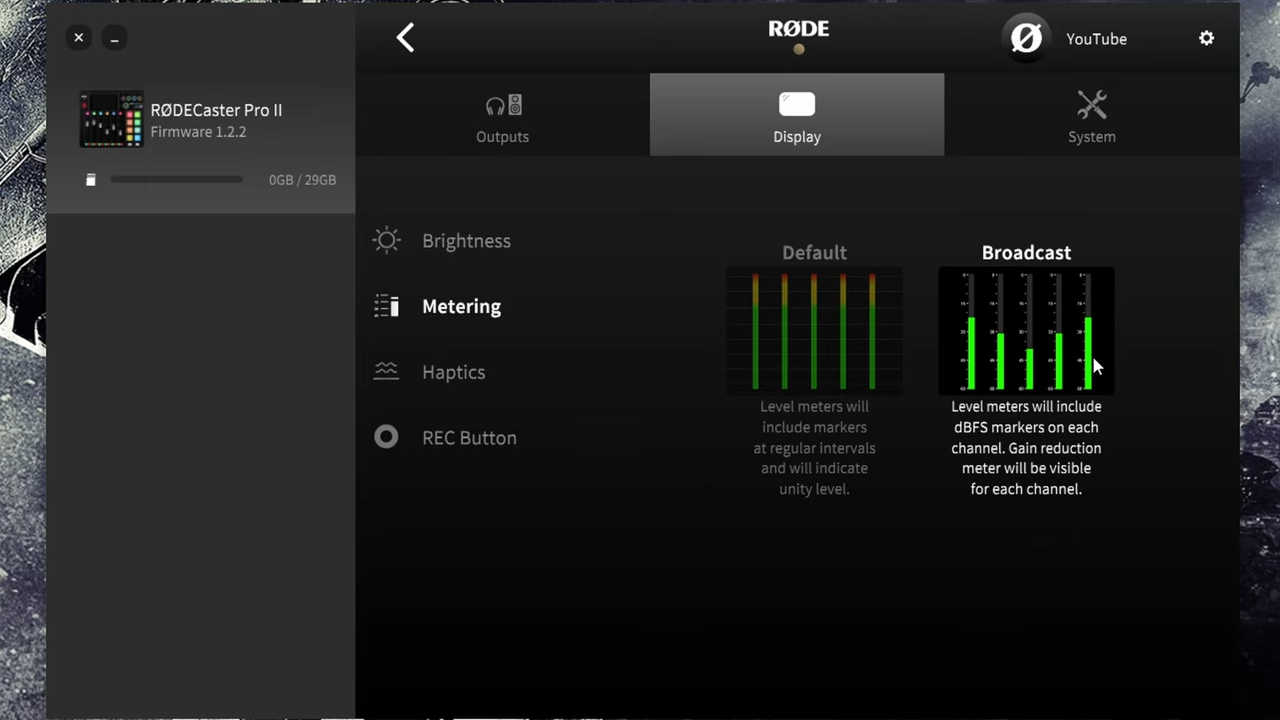 RØDE
YouTube
RØDECaster Pro II
Firmware 1.2.2
0GB / 29GB
Outputs
Display
System
Brightness
Metering
Haptics
REC Button
Default
Level meters will
include markers
at regular intervals
and will indicate
unity level.
Broadcast
Level meters will include
dBFS markers on each
channel. Gain reduction
meter will be visible
for each channel.